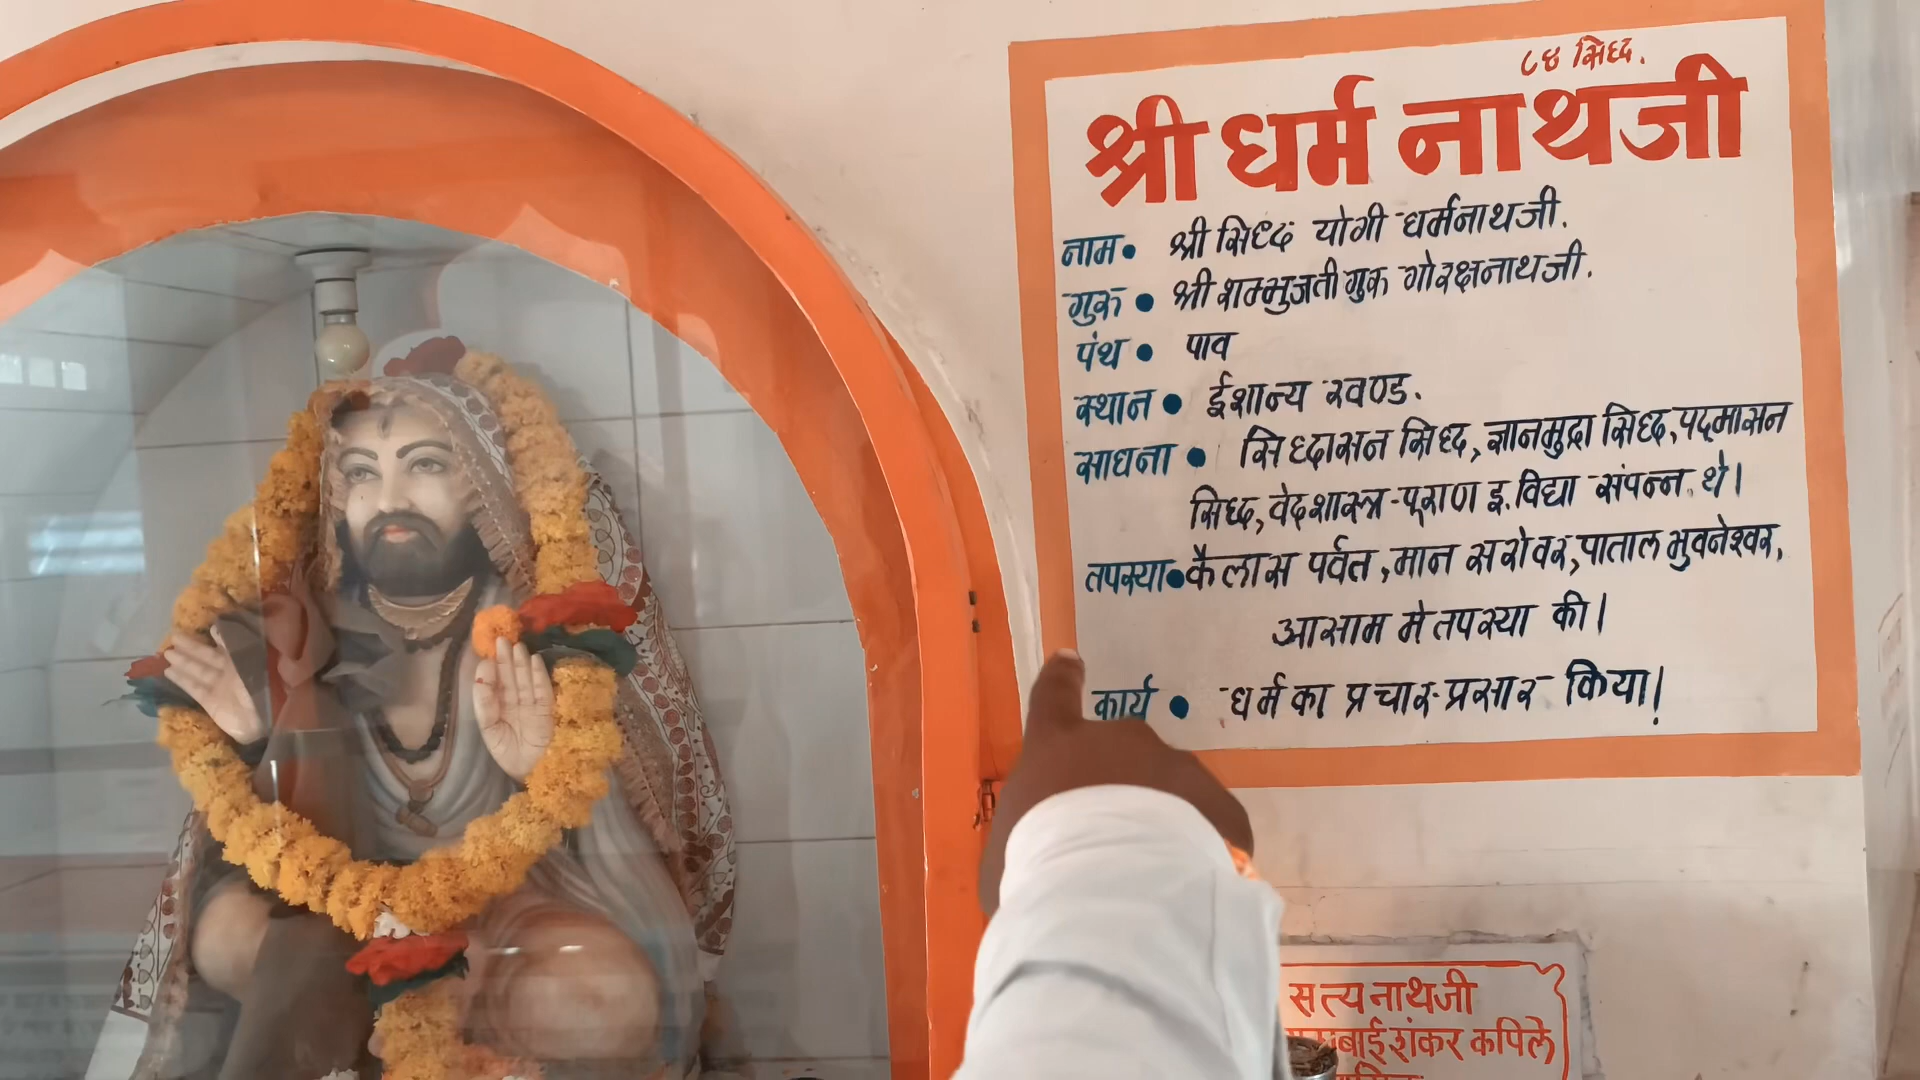 ८४ सिध्द.
श्री धर्म नाथजी
नाम • श्री सिध्द योगी धर्मनाथजी.
गुरु • श्री शम्भुजती गुरु गोरक्षनाथजी.
पंथ • पाव
स्थान • ईशान्य खण्ड.
साधना • सिध्दासन सिध्द, ज्ञानमुद्रा सिध्द, पद्मासन
सिध्द, वेदशास्त्र-पूराण इ. विद्या संपन्न थे।
तपस्या • कैलास पर्वत, मान सरोवर, पाताल भुवनेश्वर,
आसाम मे तपस्या की।
कार्य • धर्म का प्रचार-प्रसार किया।
सत्यनाथजी
शंकर कपिले